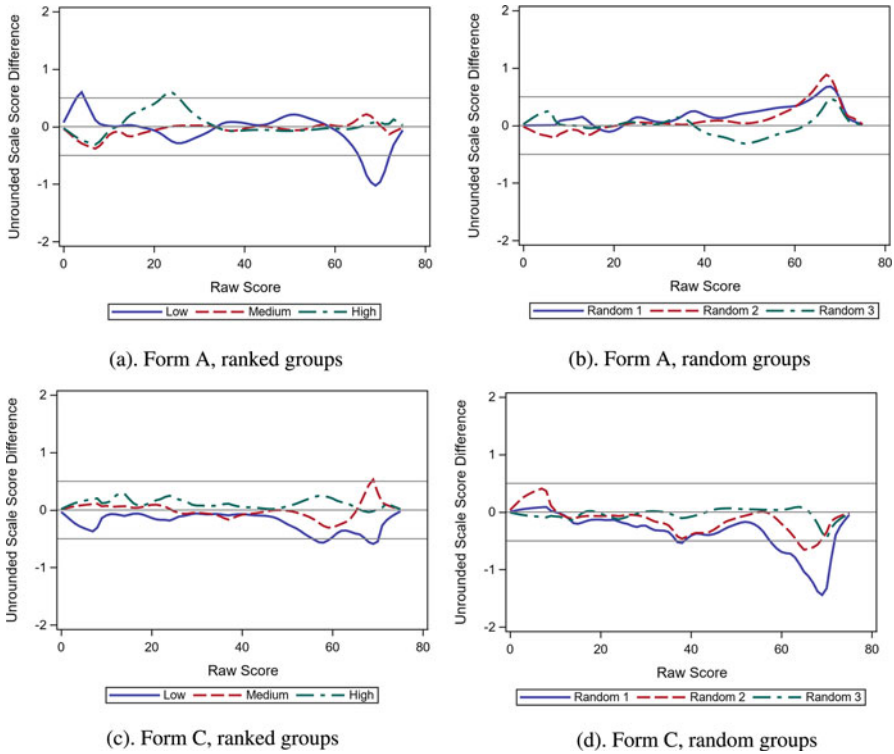 Unrounded Scale Score Difference
2
1
0
-1
-2
0 20 40 60 80
Raw Score
Low Medium High
(a). Form A, ranked groups
Unrounded Scale Score Difference
2
1
0
-1
-2
0 20 40 60 80
Raw Score
Random 1 Random 2 Random 3
(b). Form A, random groups
Unrounded Scale Score Difference
2
1
0
-1
-2
0 20 40 60 80
Raw Score
Low Medium High
(c). Form C, ranked groups
Unrounded Scale Score Difference
2
1
0
-1
-2
0 20 40 60 80
Raw Score
Random 1 Random 2 Random 3
(d). Form C, random groups